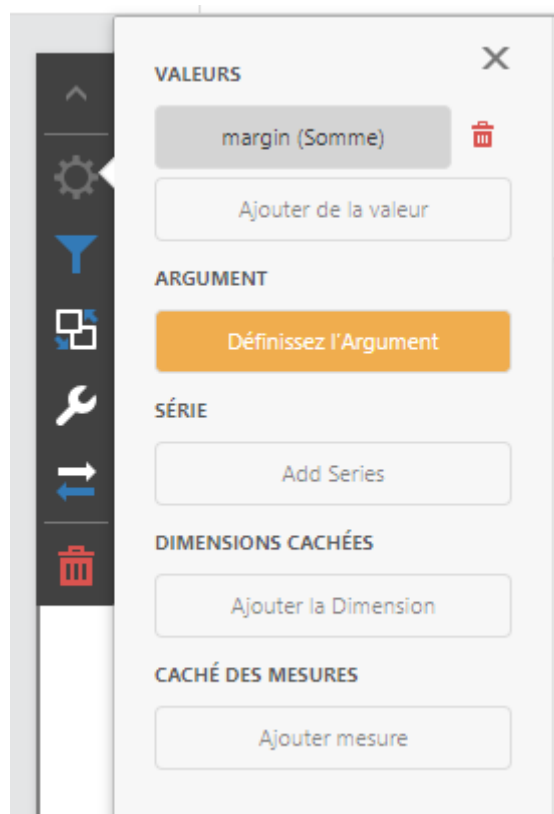 VALEURS
margin (Somme)
Ajouter de la valeur
ARGUMENT
Définissez l'Argument
SÉRIE
Add Series
DIMENSIONS CACHÉES
Ajouter la Dimension
CACHÉ DES MESURES
Ajouter mesure